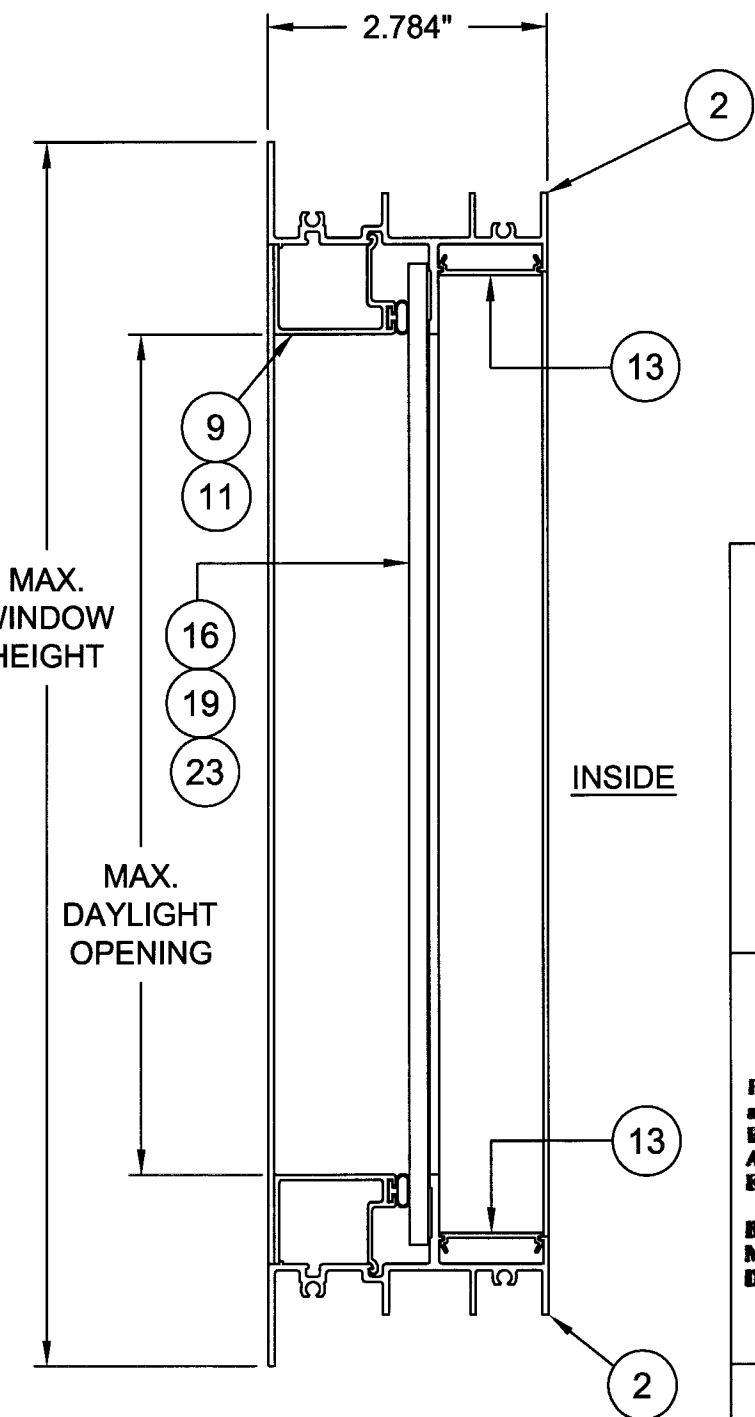 2.784"
2
13
9
11
MAX.
WINDOW
HEIGHT
16
19
23
INSIDE
MAX.
DAYLIGHT
OPENING
13
2